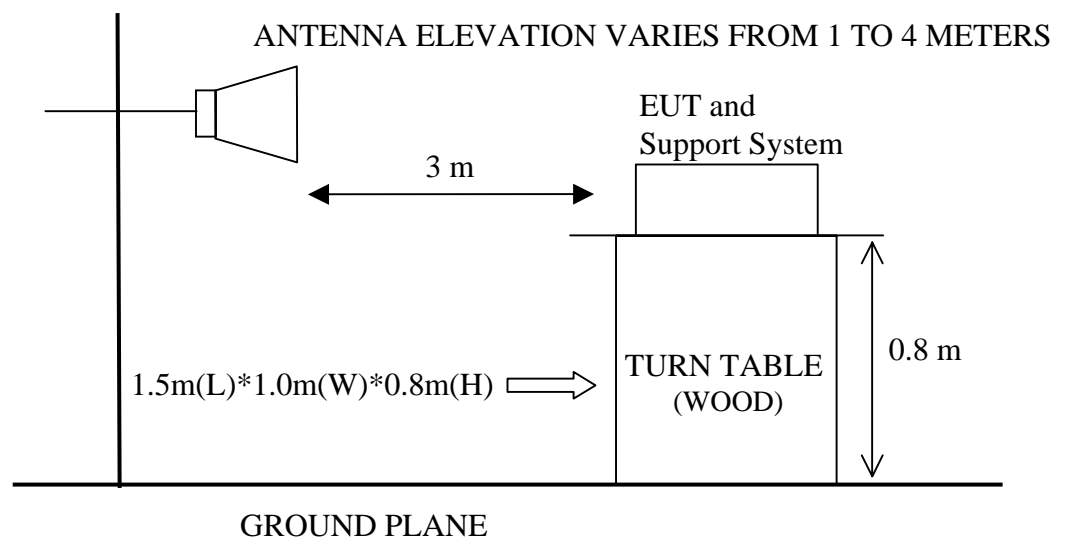 ANTENNA ELEVATION VARIES FROM 1 TO 4 METERS
EUT and
Support System
3 m
0.8 m
TURN TABLE
(WOOD)
1.5m(L)*1.0m(W)*0.8m(H)
GROUND PLANE